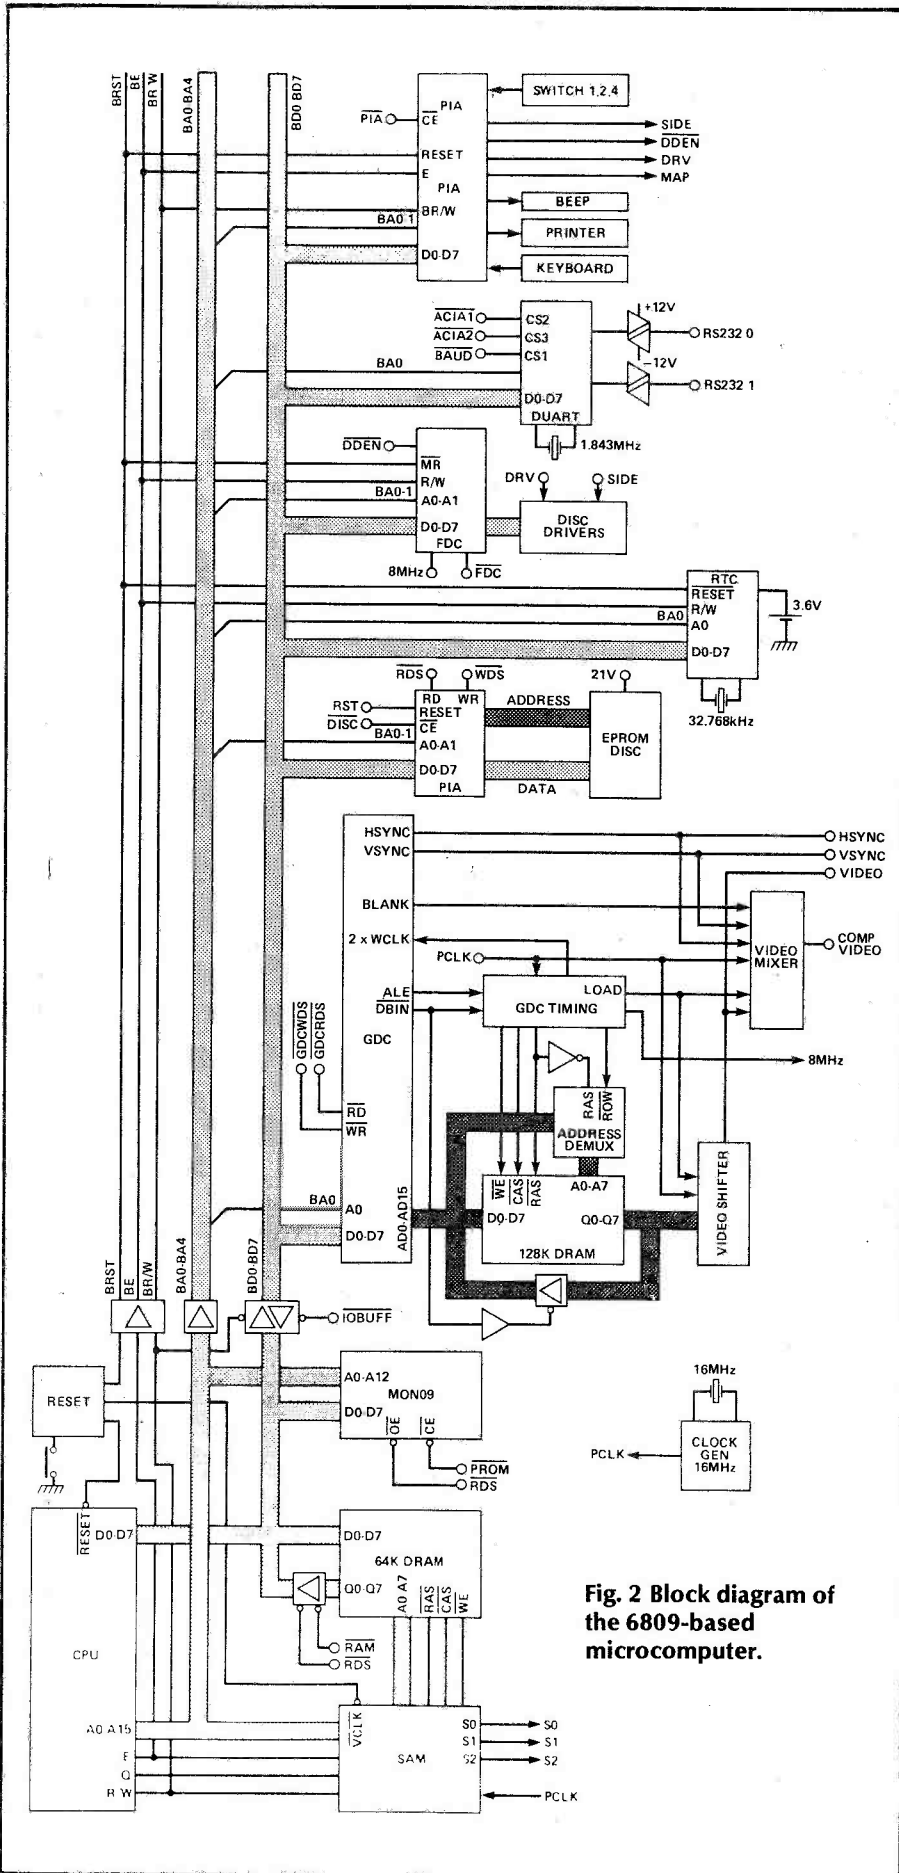 BRST
BE
BR W
BA0-BA4
BD0-BD7
PIA
PIA
CE
RESET
E
PIA
BR/W
BA0-1
D0-D7
SWITCH 1,2,4
SIDE
DDEN
DRV
MAP
BEEP
PRINTER
KEYBOARD
ACIA1
ACIA2
BAUD
BA0
CS2
CS3
CS1
D0-D7
DUART
+12V
RS232 0
−12V
RS232 1
1.843MHz
DDEN
MR
R/W
BA0-1
A0-A1
D0-D7
FDC
8MHz
FDC
DRV
SIDE
DISC
DRIVERS
RTC
RESET
R/W
BA0
A0
D0-D7
3.6V
32.768kHz
RDS
WDS
RD
WR
RST
RESET
DISC
CE
BA0-1
A0-A1
D0-D7
PIA
ADDRESS
DATA
21V
EPROM
DISC
HSYNC
VSYNC
BLANK
2 x WCLK
PCLK
ALE
DBIN
GDC
GDCWDS
GDCRDS
RD
WR
BA0
A0
D0-D7
AD0-AD15
HSYNC
VSYNC
VIDEO
VIDEO
MIXER
COMP
VIDEO
LOAD
GDC TIMING
8MHz
RAS
ROW
ADDRESS
DEMUX
WE
CAS
RAS
A0-A7
D0-D7
Q0-Q7
128K DRAM
VIDEO SHIFTER
BRST
BE
BR/W
BA0-BA4
BD0-BD7
IOBUFF
RESET
A0-A12
MON09
D0-D7
OE
CE
PROM
RDS
16MHz
PCLK
CLOCK
GEN
16MHz
RESET
D0-D7
CPU
A0-A15
E
Q
R W
D0-D7
64K DRAM
Q0-Q7
A0-A7
RAS
CAS
WE
RAM
RDS
VCLK
SAM
S0
S1
S2
S0
S1
S2
PCLK
Fig. 2 Block diagram of
the 6809-based
microcomputer.